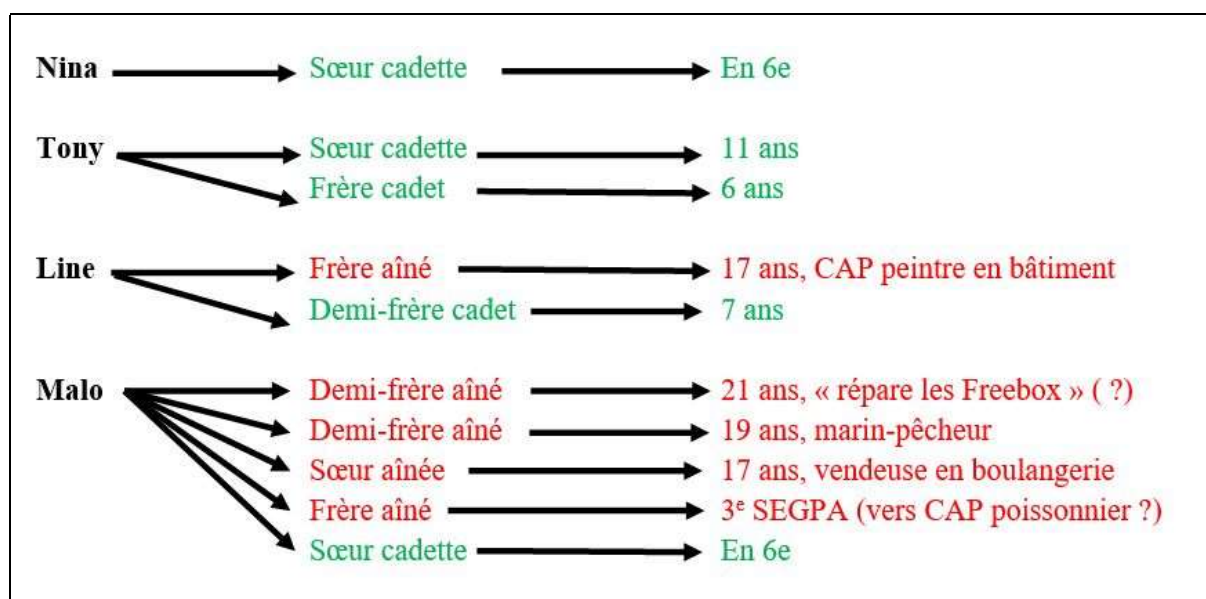 Nina Sœur cadette En 6e
Tony Sœur cadette 11 ans
Frère cadet 6 ans
Line Frère aîné 17 ans, CAP peintre en bâtiment
Demi-frère cadet 7 ans
Malo Demi-frère aîné 21 ans, « répare les Freebox » ( ?)
Demi-frère aîné 19 ans, marin-pêcheur
Sœur aînée 17 ans, vendeuse en boulangerie
Frère aîné 3e SEGPA (vers CAP poissonnier ?)
Sœur cadette En 6e